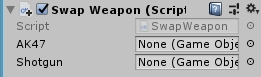 Swap Weapon (Script
Script SwapWeapon
AK47 None (Game Obje
Shotgun None (Game Obje